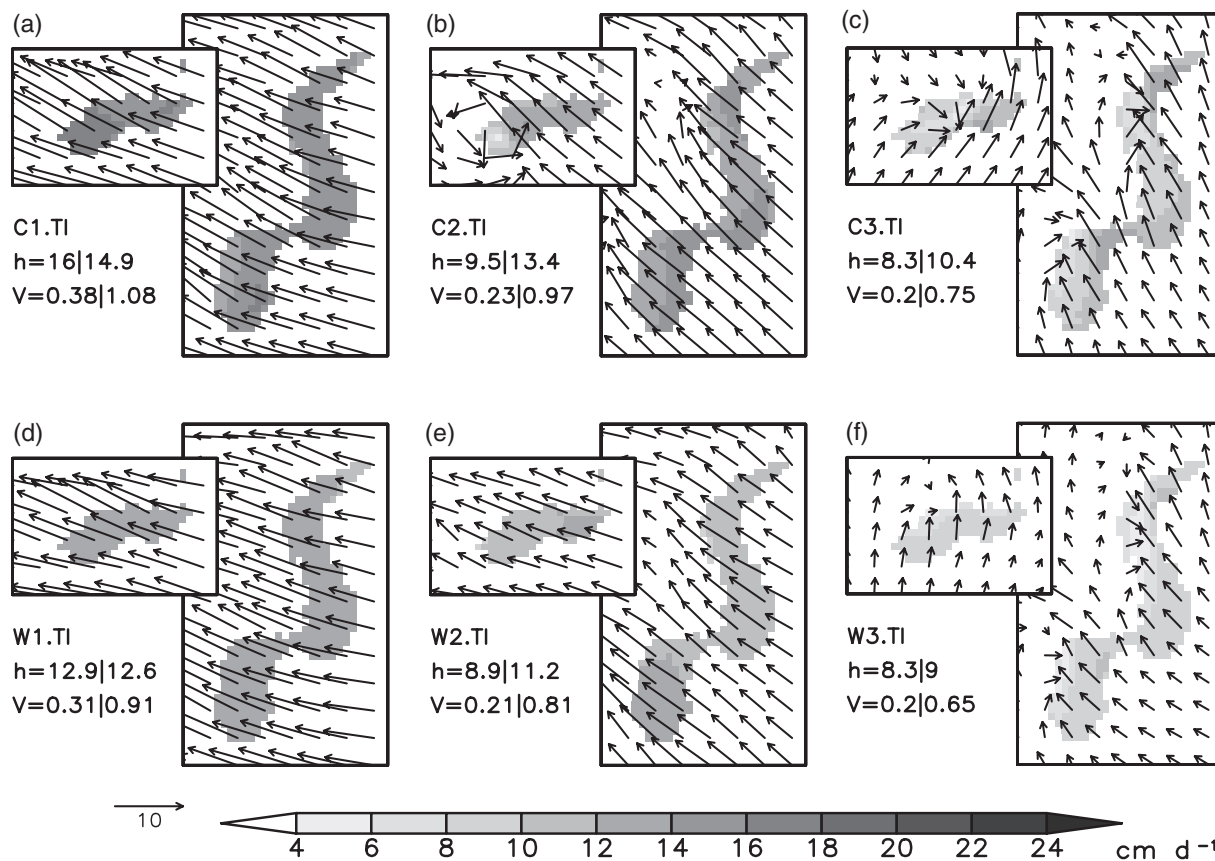 (a)
C1.TI
h=16|14.9
V=0.38|1.08
(b)
C2.TI
h=9.5|13.4
V=0.23|0.97
(c)
C3.TI
h=8.3|10.4
V=0.2|0.75
(d)
W1.TI
h=12.9|12.6
V=0.31|0.91
(e)
W2.TI
h=8.9|11.2
V=0.21|0.81
(f)
W3.TI
h=8.3|9
V=0.2|0.65
10
4 6 8 10 12 14 16 18 20 22 24 cm d⁻¹